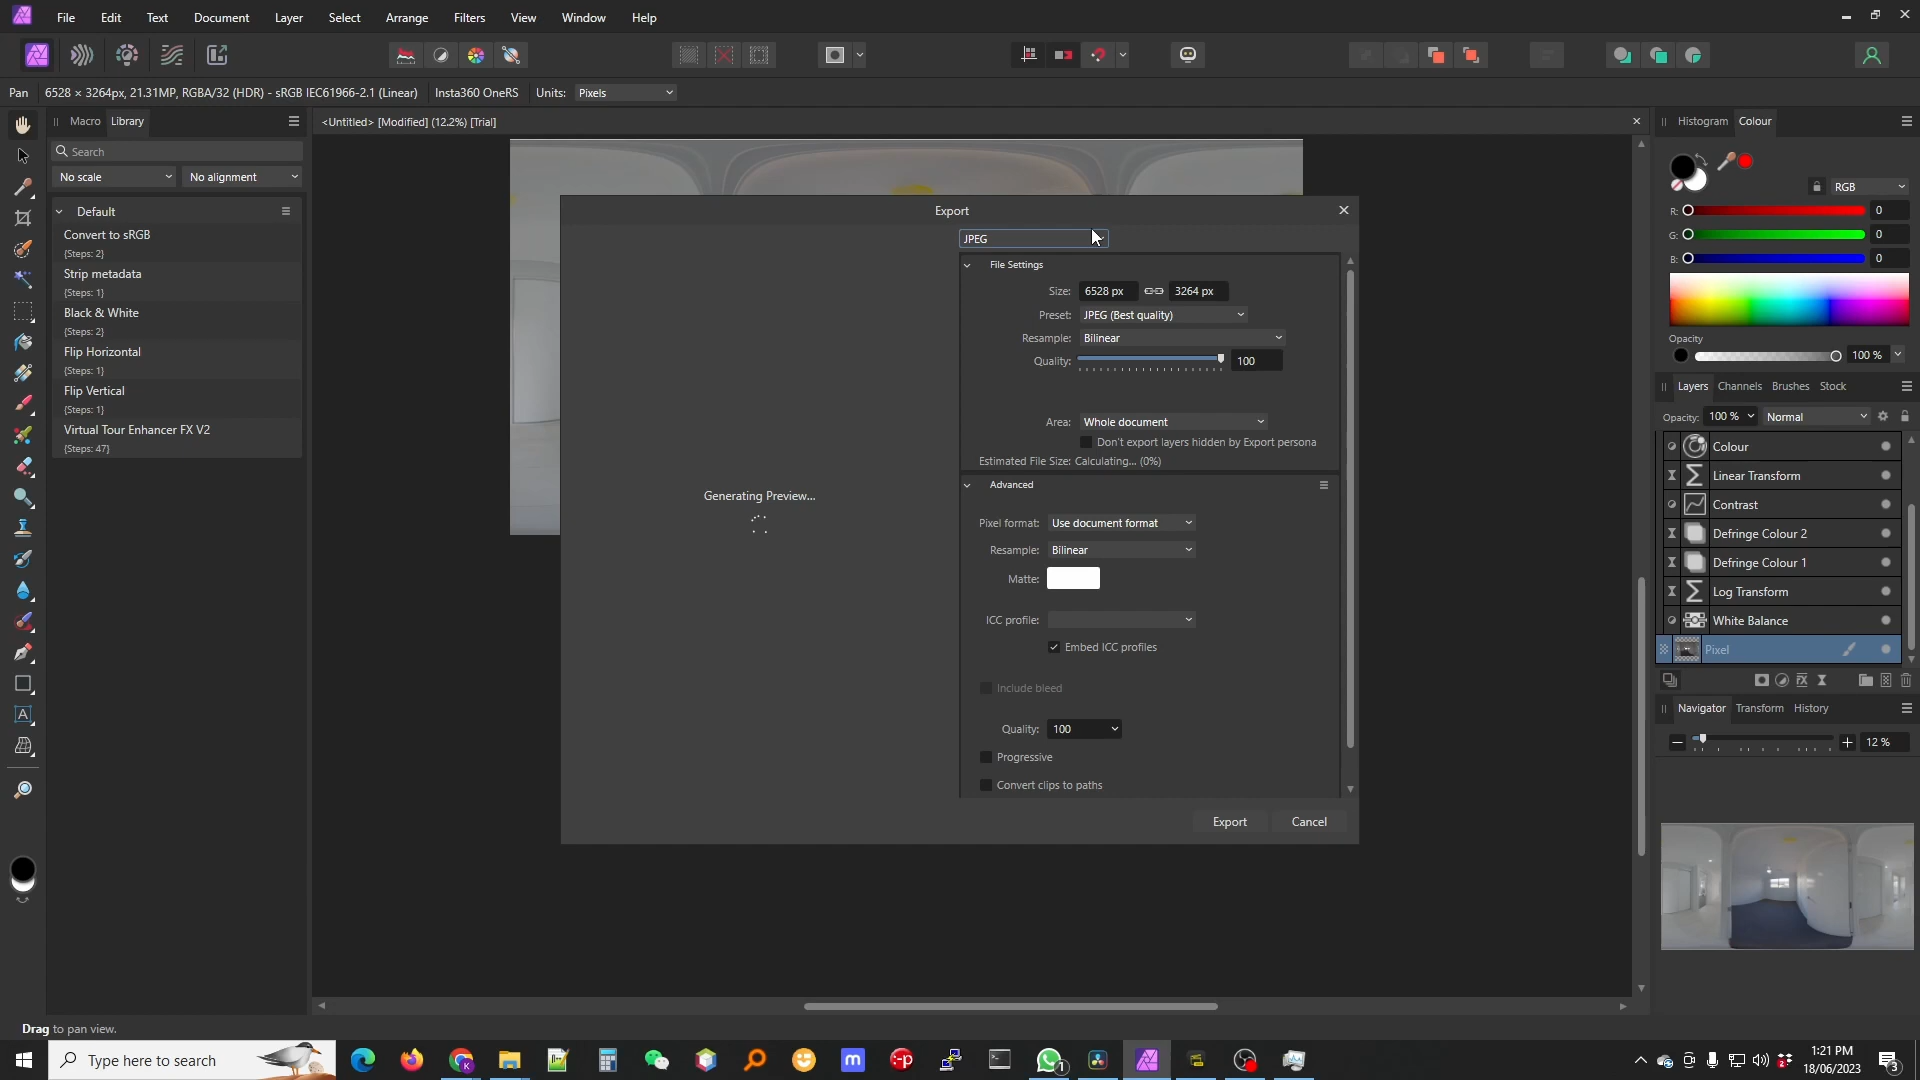 File Edit Text Document Layer Select Arrange Filters View Window Help
Pan 6528 × 3264px, 21.31MP, RGBA/32 (HDR) - sRGB IEC61966-2.1 (Linear) Insta360 OneRS Units: Pixels
Macro Library
<Untitled> [Modified] (12.2%) [Trial]
Search
No scale No alignment
Default
Convert to sRGB
{Steps: 2}
Strip metadata
{Steps: 1}
Black & White
{Steps: 2}
Flip Horizontal
{Steps: 1}
Flip Vertical
{Steps: 1}
Virtual Tour Enhancer FX V2
{Steps: 47}
Export
JPEG
File Settings
Size: 6528 px 3264 px
Preset: JPEG (Best quality)
Resample: Bilinear
Quality: 100
Area: Whole document
Don't export layers hidden by Export persona
Estimated File Size: Calculating... (0%)
Generating Preview...
Advanced
Pixel format: Use document format
Resample: Bilinear
Matte:
ICC profile:
Embed ICC profiles
Include bleed
Quality: 100
Progressive
Convert clips to paths
Export Cancel
Histogram Colour
RGB
R: 0
G: 0
B: 0
Opacity
100 %
Layers Channels Brushes Stock
Opacity: 100 % Normal
Colour
Linear Transform
Contrast
Defringe Colour 2
Defringe Colour 1
Log Transform
White Balance
Pixel
Navigator Transform History
12 %
Drag to pan view.
Type here to search
1:21 PM
18/06/2023